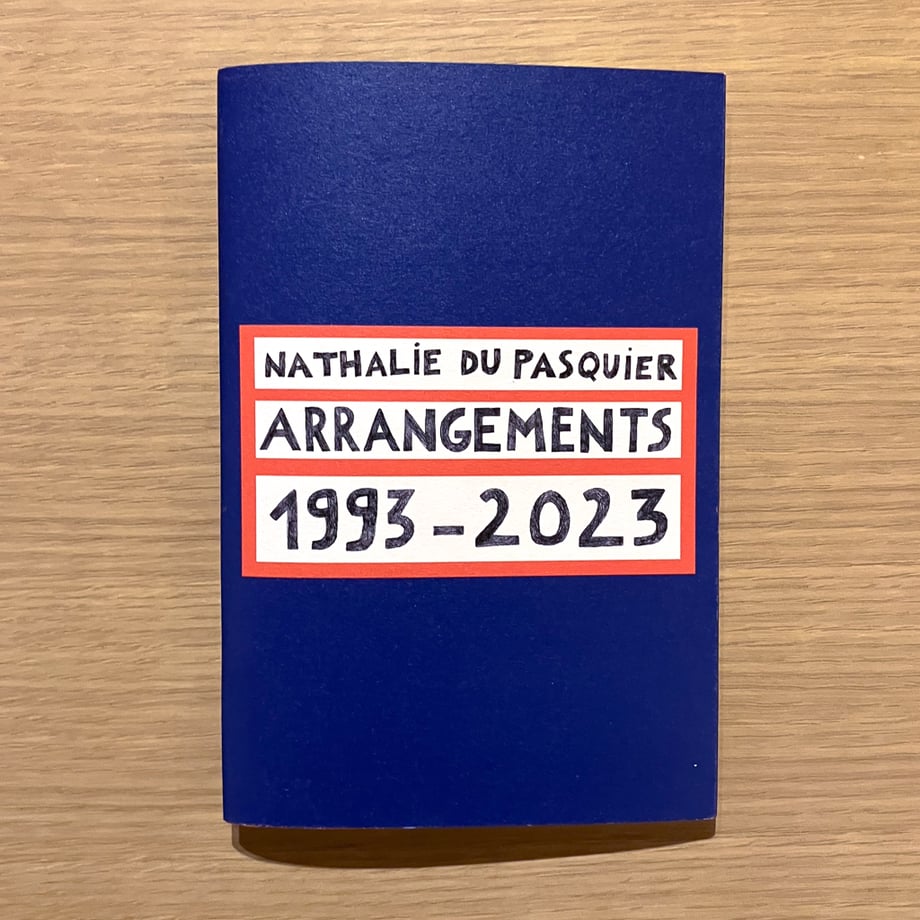 NATHALiE DU PASQUiER
ARRANGEMENTS
1993-2023